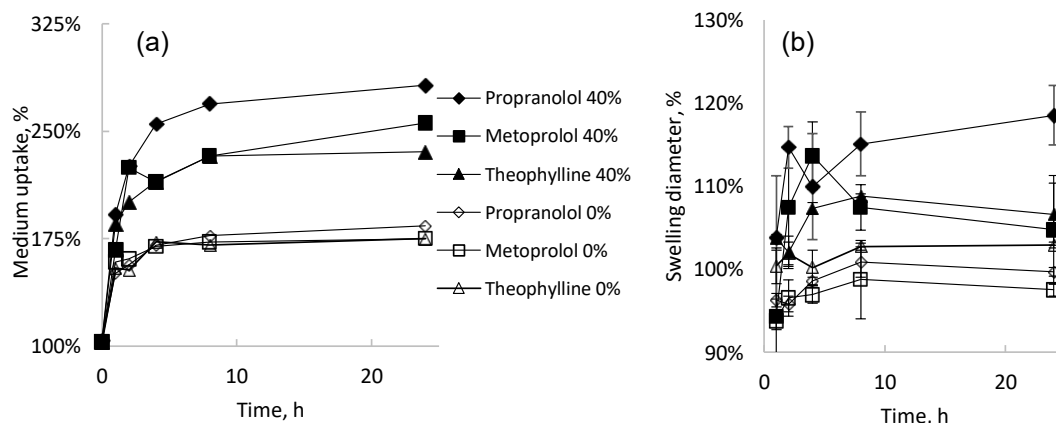 (a)
Medium uptake, %
325%
250%
175%
100%
0
10
20
Time, h
Propranolol 40%
Metoprolol 40%
Theophylline 40%
Propranolol 0%
Metoprolol 0%
Theophylline 0%
(b)
Swelling diameter, %
130%
120%
110%
100%
90%
0
10
20
Time, h